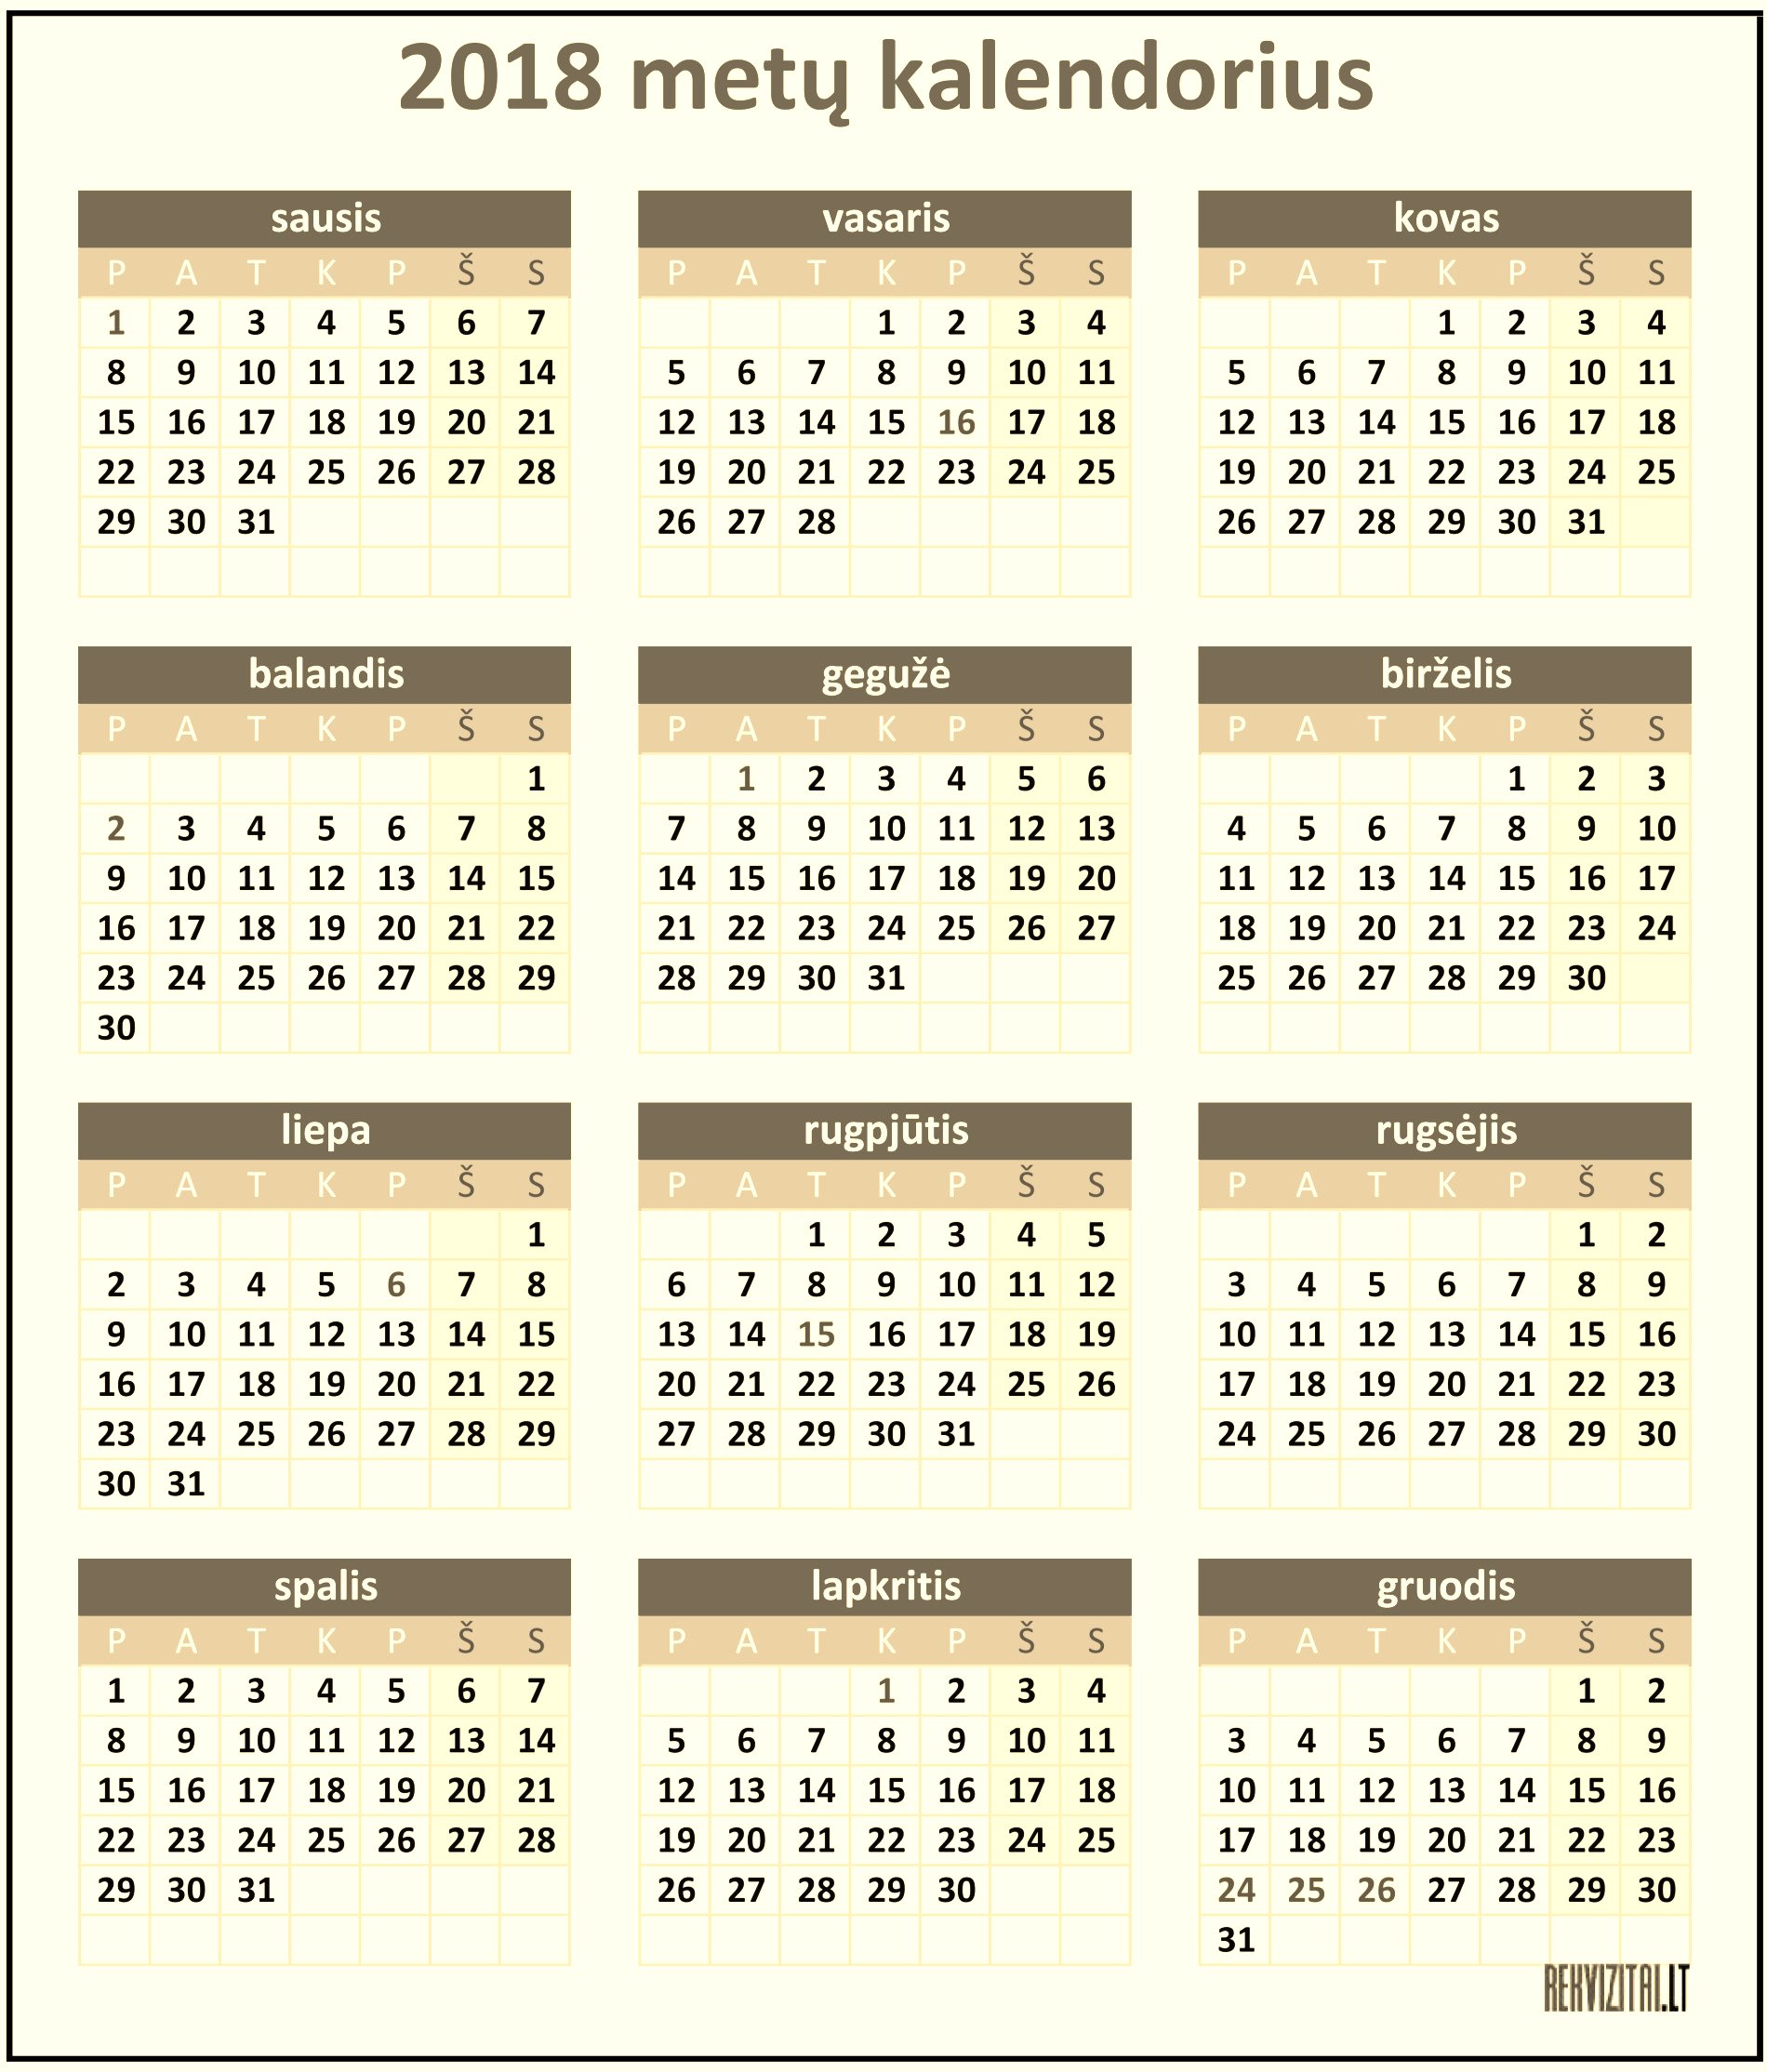 2018 metų kalendorius
sausis
P A T K P Š S
1 2 3 4 5 6 7
8 9 10 11 12 13 14
15 16 17 18 19 20 21
22 23 24 25 26 27 28
29 30 31
vasaris
P A T K P Š S
1 2 3 4
5 6 7 8 9 10 11
12 13 14 15 16 17 18
19 20 21 22 23 24 25
26 27 28
kovas
P A T K P Š S
1 2 3 4
5 6 7 8 9 10 11
12 13 14 15 16 17 18
19 20 21 22 23 24 25
26 27 28 29 30 31
balandis
P A T K P Š S
1
2 3 4 5 6 7 8
9 10 11 12 13 14 15
16 17 18 19 20 21 22
23 24 25 26 27 28 29
30
gegužė
P A T K P Š S
1 2 3 4 5 6
7 8 9 10 11 12 13
14 15 16 17 18 19 20
21 22 23 24 25 26 27
28 29 30 31
birželis
P A T K P Š S
1 2 3
4 5 6 7 8 9 10
11 12 13 14 15 16 17
18 19 20 21 22 23 24
25 26 27 28 29 30
liepa
P A T K P Š S
1
2 3 4 5 6 7 8
9 10 11 12 13 14 15
16 17 18 19 20 21 22
23 24 25 26 27 28 29
30 31
rugpjūtis
P A T K P Š S
1 2 3 4 5
6 7 8 9 10 11 12
13 14 15 16 17 18 19
20 21 22 23 24 25 26
27 28 29 30 31
rugsėjis
P A T K P Š S
1 2
3 4 5 6 7 8 9
10 11 12 13 14 15 16
17 18 19 20 21 22 23
24 25 26 27 28 29 30
spalis
P A T K P Š S
1 2 3 4 5 6 7
8 9 10 11 12 13 14
15 16 17 18 19 20 21
22 23 24 25 26 27 28
29 30 31
lapkritis
P A T K P Š S
1 2 3 4
5 6 7 8 9 10 11
12 13 14 15 16 17 18
19 20 21 22 23 24 25
26 27 28 29 30
gruodis
P A T K P Š S
1 2
3 4 5 6 7 8 9
10 11 12 13 14 15 16
17 18 19 20 21 22 23
24 25 26 27 28 29 30
31
REKVIZITAI.LT